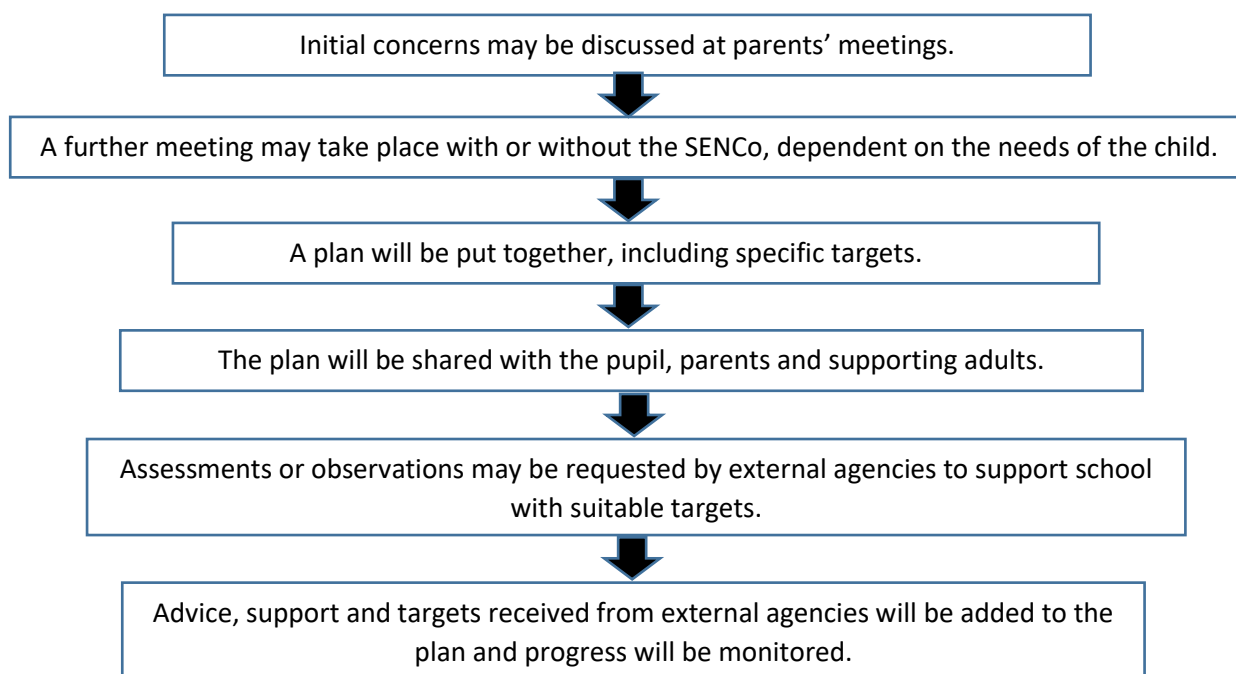 Initial concerns may be discussed at parents’ meetings.
A further meeting may take place with or without the SENCo, dependent on the needs of the child.
A plan will be put together, including specific targets.
The plan will be shared with the pupil, parents and supporting adults.
Assessments or observations may be requested by external agencies to support school
with suitable targets.
Advice, support and targets received from external agencies will be added to the
plan and progress will be monitored.